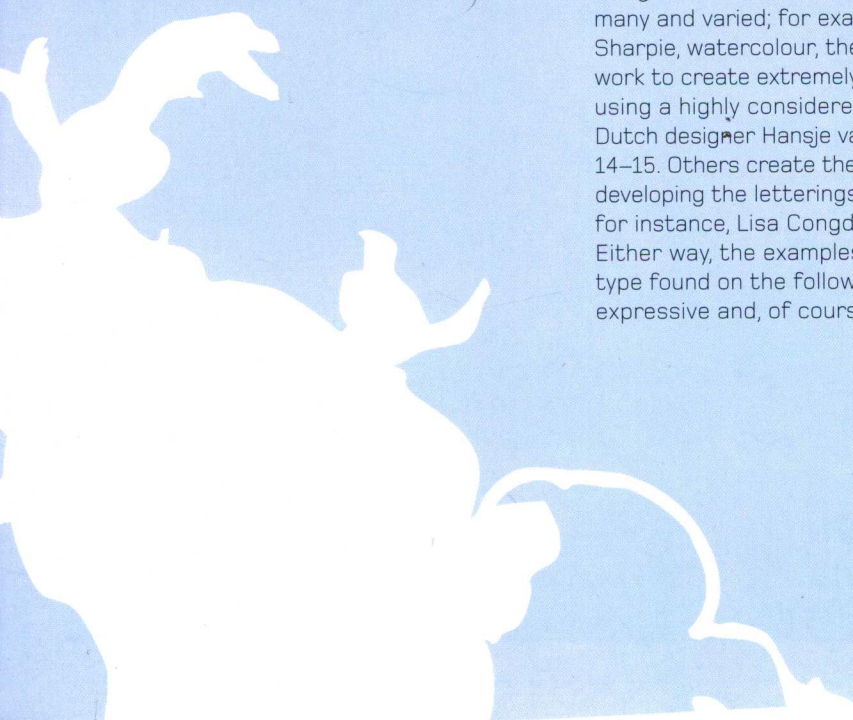 many and varied; for exa
Sharpie, watercolour, the
work to create extremely
using a highly considere
Dutch designer Hansje va
14–15. Others create the
developing the letterings
for instance, Lisa Congd
Either way, the examples
type found on the follow
expressive and, of cours